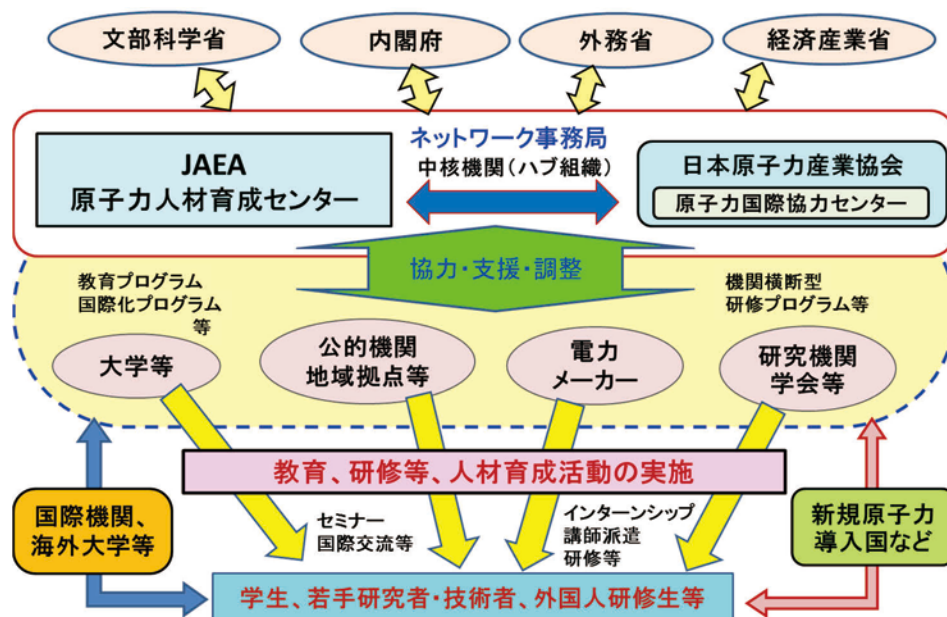 文部科学省
内閣府
外務省
経済産業省
ネットワーク事務局
中核機関（ハブ組織）
JAEA
原子力人材育成センター
日本原子力産業協会
原子力国際協力センター
協力・支援・調整
教育プログラム
国際化プログラム
等
機関横断型
研修プログラム等
大学等
公的機関
地域拠点等
電力
メーカー
研究機関
学会等
教育、研修等、人材育成活動の実施
国際機関、
海外大学等
セミナー
国際交流等
インターンシップ
講師派遣
研修等
新規原子力
導入国など
学生、若手研究者・技術者、外国人研修生等